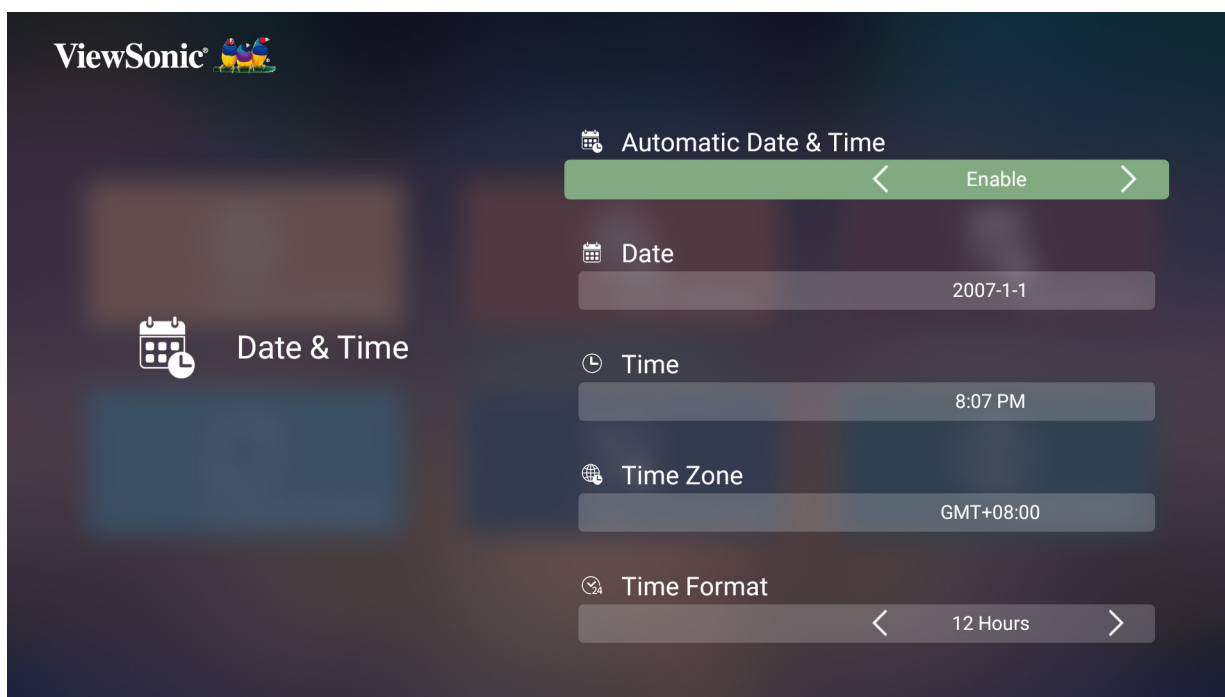 ViewSonic®
Automatic Date & Time
Enable
Date
2007-1-1
Date & Time
Time
8:07 PM
Time Zone
GMT+08:00
24
Time Format
12 Hours